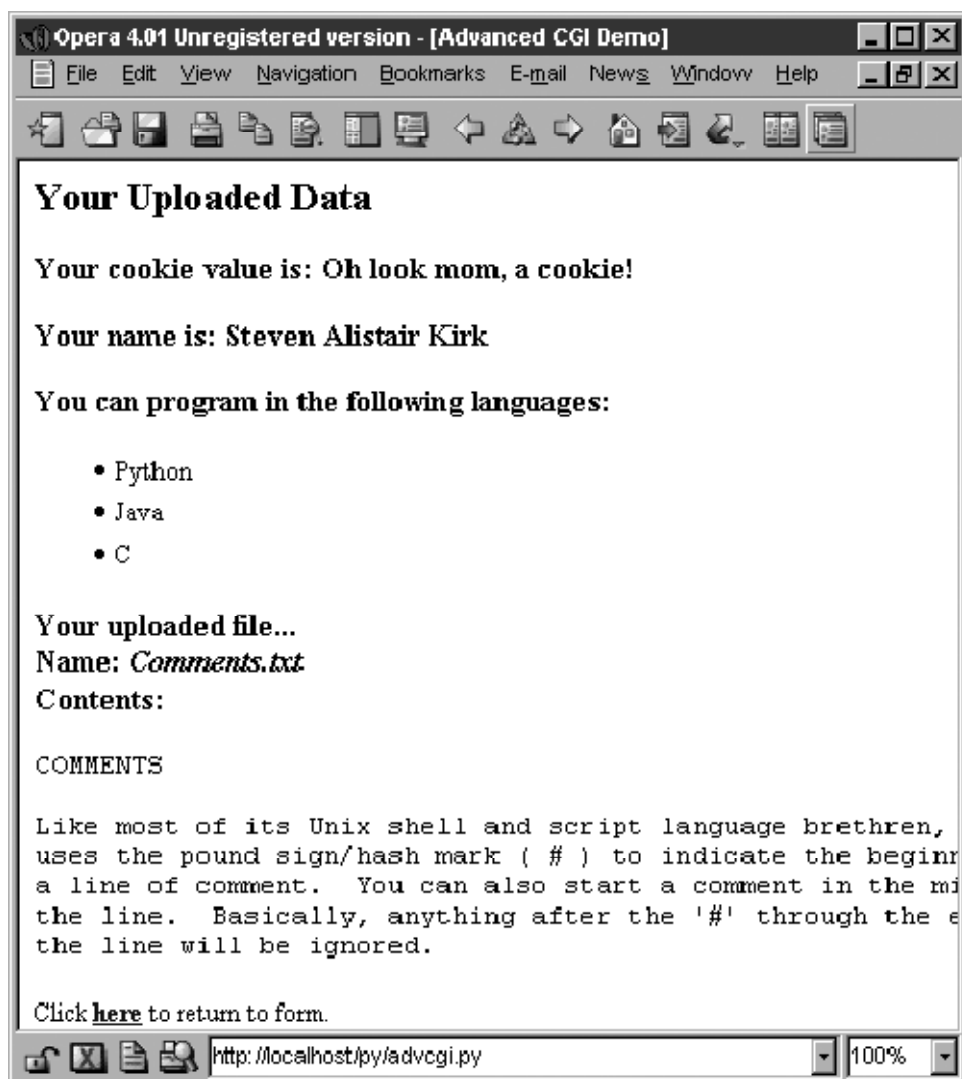 Opera 4.01 Unregistered version - [Advanced CGI Demo]
File Edit View Navigation Bookmarks E-mail News Window Help
Your Uploaded Data
Your cookie value is: Oh look mom, a cookie!
Your name is: Steven Alistair Kirk
You can program in the following languages:
• Python
• Java
• C
Your uploaded file...
Name: Comments.txt
Contents:
COMMENTS
Like most of its Unix shell and script language brethren,
uses the pound sign/hash mark ( # ) to indicate the
a line of comment.  You can also start a comment in the
the line.  Basically, anything after the '#' through the
the line will be ignored.
Click here to return to form.
http://localhost/py/advcgi.py 100%